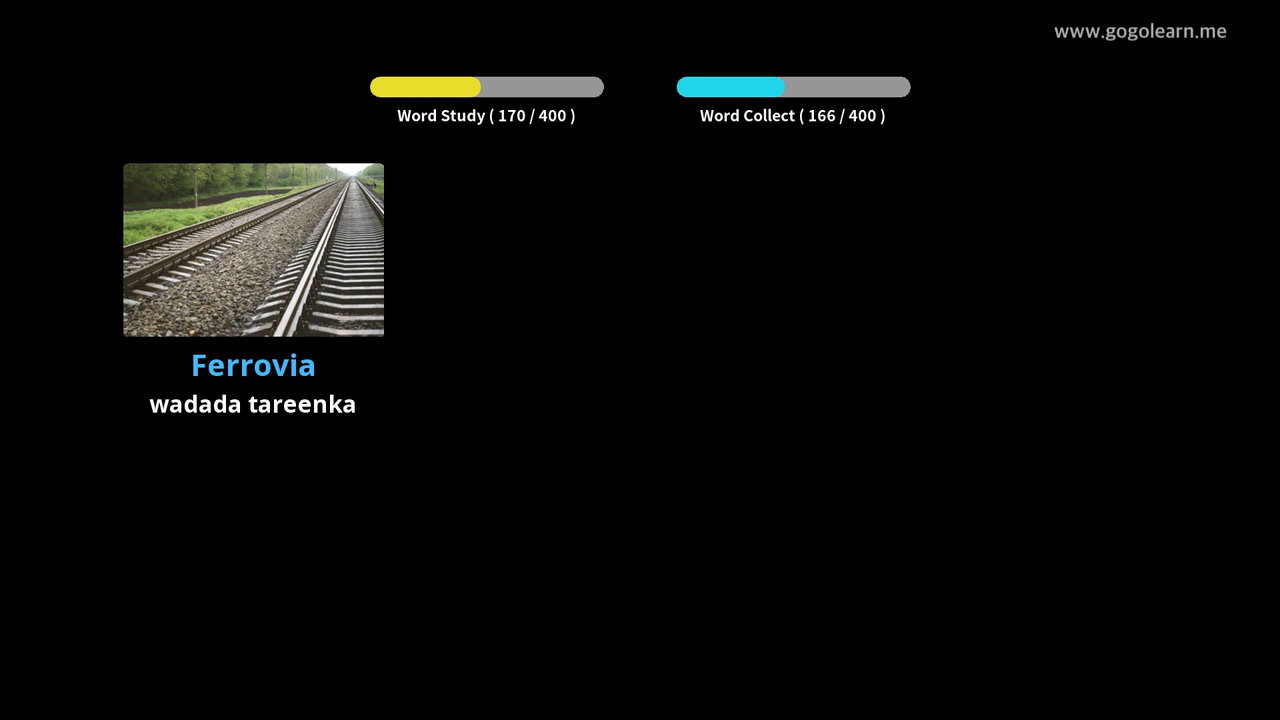 www.gogolearn.me
Word Study ( 170 / 400 )
Word Collect ( 166 / 400 )
Ferrovia
wadada tareenka